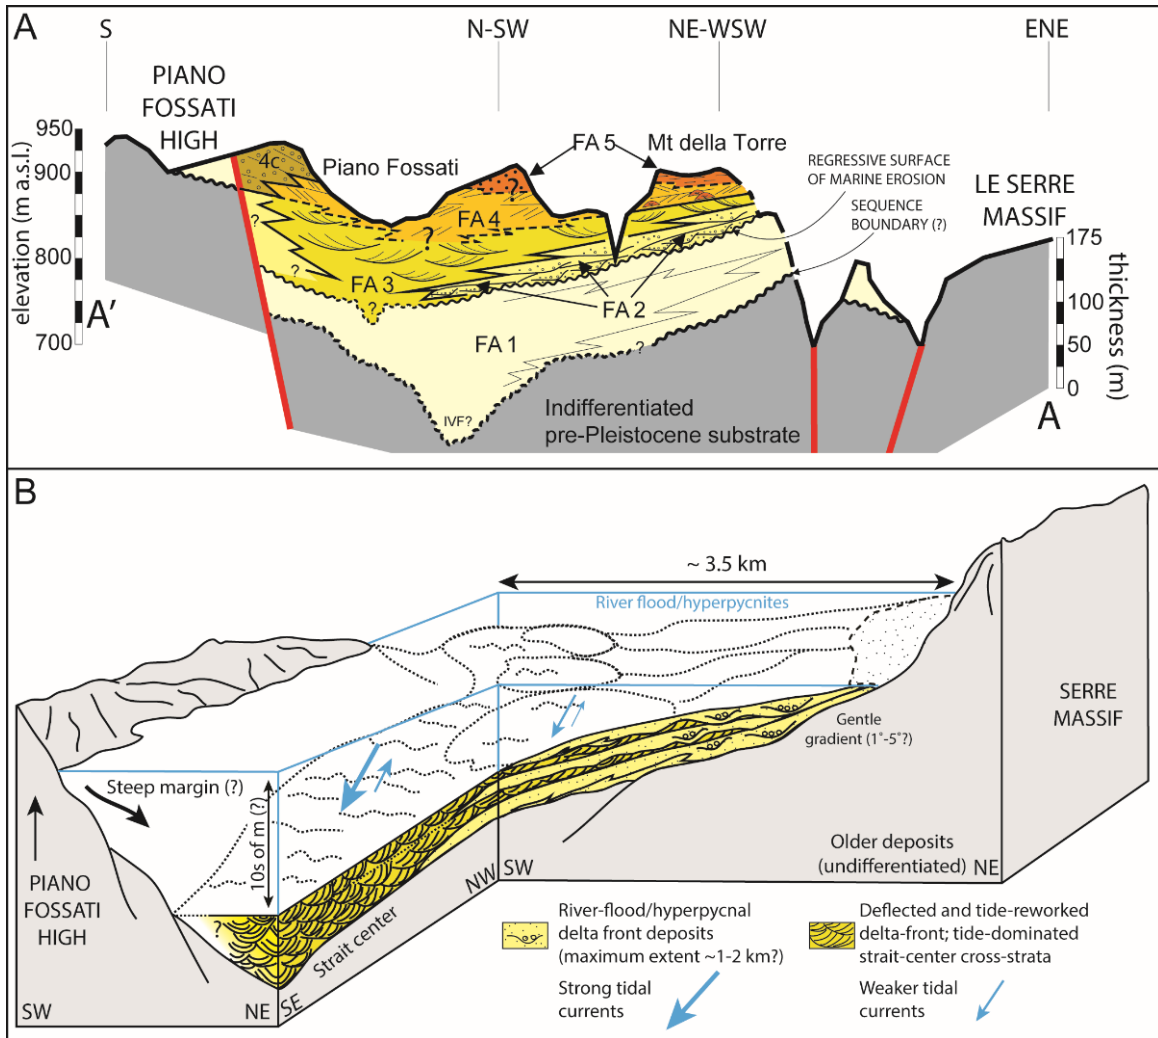 A
S
N-SW
NE-WSW
ENE
PIANO
FOSSATI
HIGH
950
900
800
700
elevation (m a.s.l.)
A'
4c
Piano Fossati
FA 5
Mt della Torre
?
FA 4
?
?
?
FA 3
?
FA 2
FA 1
?
IVF?
REGRESSIVE SURFACE
OF MARINE EROSION
SEQUENCE
BOUNDARY (?)
LE SERRE
MASSIF
175
100
50
0
thickness (m)
A
Indifferentiated
pre-Pleistocene substrate
B
~ 3.5 km
River flood/hyperpycnites
SERRE
MASSIF
Gentle
gradient (1°-5°?)
Steep margin (?)
10s of m (?)
PIANO
FOSSATI
HIGH
?
Strait center
NW
SW
Older deposits
(undifferentiated)
NE
SW
NE
SE
River-flood/hyperpycnal
delta front deposits
(maximum extent ~1-2 km?)
Deflected and tide-reworked
delta-front; tide-dominated
strait-center cross-strata
Strong tidal
currents
Weaker tidal
currents